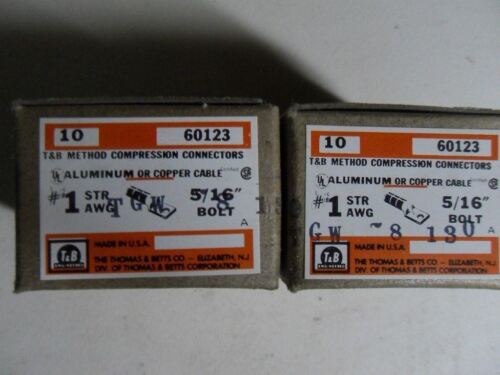 10 60123
T&B METHOD COMPRESSION CONNECTORS
UL ALUMINUM OR COPPER CABLE
#1 STR AWG 5/16" BOLT
A
MADE IN U.S.A.
T&B
THE THOMAS & BETTS CO. – ELIZABETH, N.J.
DIV. OF THOMAS & BETTS CORPORATION
10 60123
T&B METHOD COMPRESSION CONNECTORS
UL ALUMINUM OR COPPER CABLE
#1 STR AWG 5/16" BOLT
A
GW -8 130
MADE IN U.S.A.
T&B
THE THOMAS & BETTS CO. – ELIZABETH, N.J.
DIV. OF THOMAS & BETTS CORPORATION